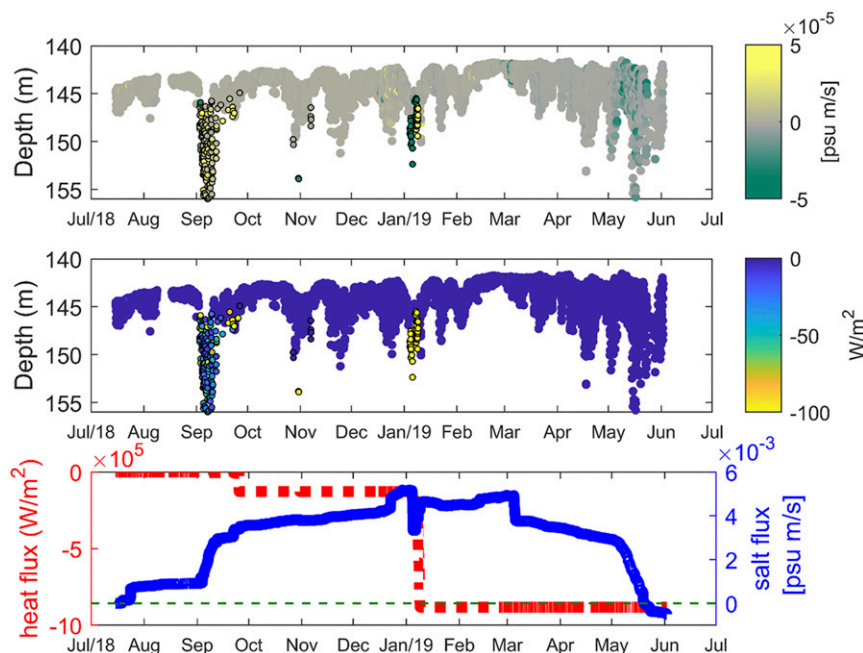 ×10⁻⁵
Depth (m)
140
145
150
155
5
0
-5
[psu m/s]
Jul/18 Aug Sep Oct Nov Dec Jan/19 Feb Mar Apr May Jun Jul
Depth (m)
140
145
150
155
0
-50
-100
W/m²
Jul/18 Aug Sep Oct Nov Dec Jan/19 Feb Mar Apr May Jun Jul
×10⁵
×10⁻³
heat flux (W/m²)
0
-5
-10
6
4
2
0
salt flux
[psu m/s]
Jul/18 Aug Sep Oct Nov Dec Jan/19 Feb Mar Apr May Jun Jul